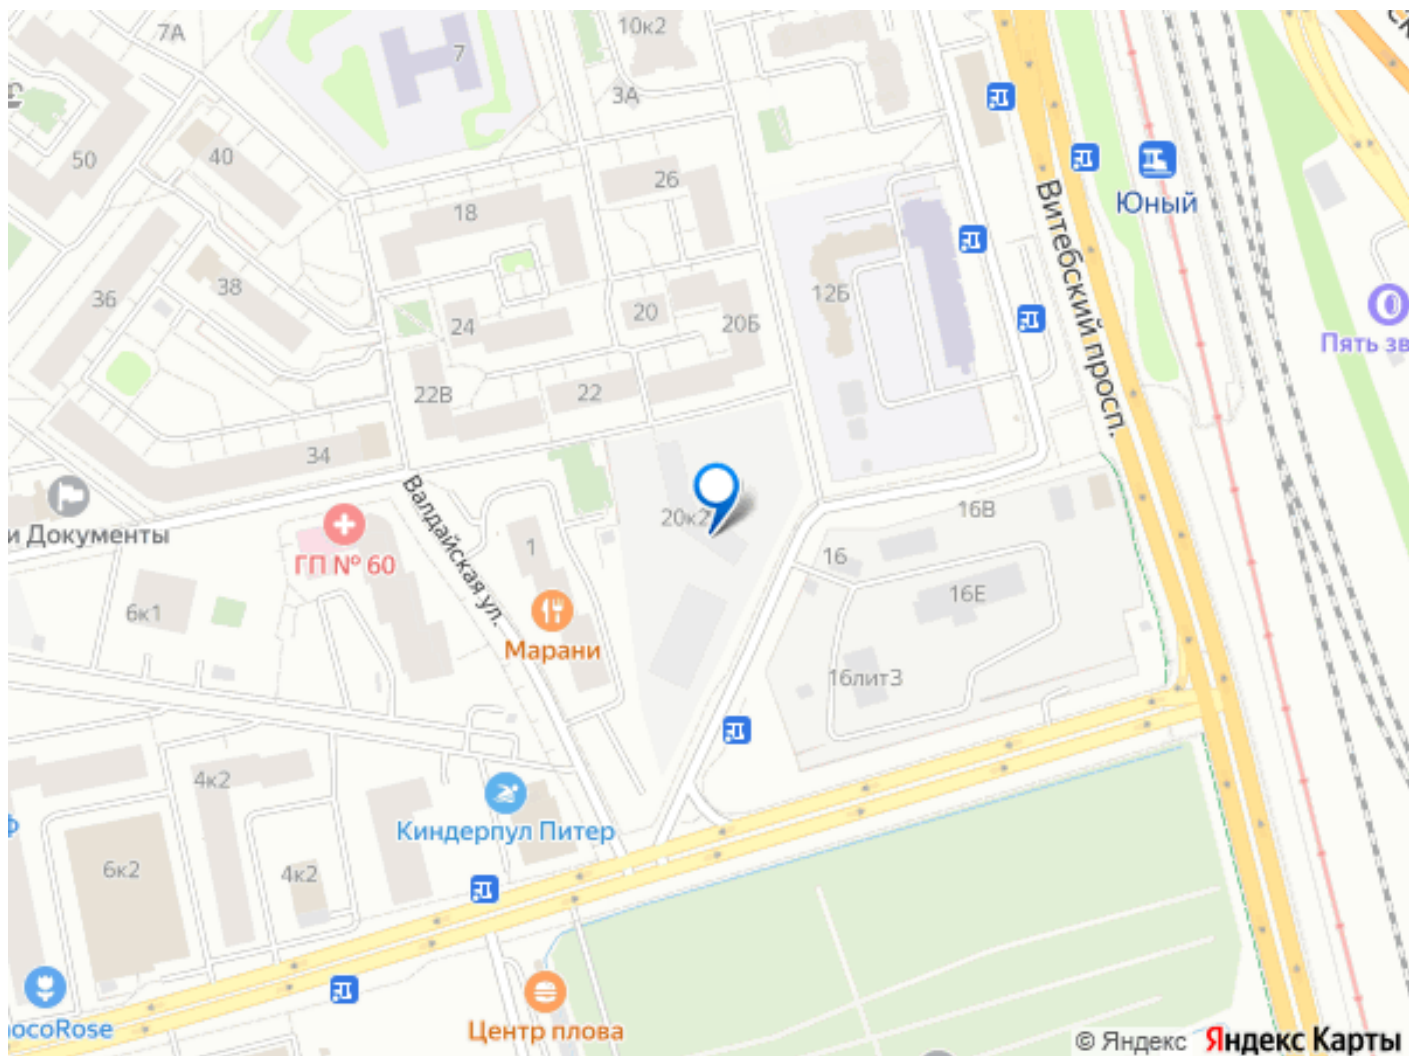 7А
7
10к2
3А
50
40
26
18
Юный
Витебский просп.
36
38
24
20
20Б
12Б
Пять зв
22В
22
34
и Документы
Валдайская ул.
20к2
16В
16
16Е
1
ГП № 60
6к1
Марани
16лит3
4к2
Киндерпул Питер
6к2
4к2
Центр плова
ocoRose
© Яндекс Яндекс Карты